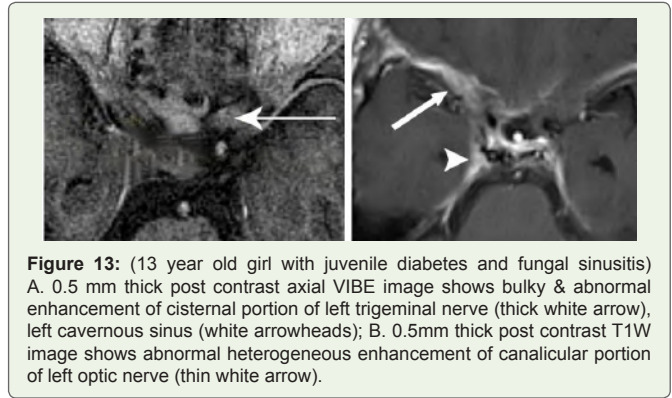 Figure 13: (13 year old girl with juvenile diabetes and fungal sinusitis)
A. 0.5 mm thick post contrast axial VIBE image shows bulky & abnormal
enhancement of cisternal portion of left trigeminal nerve (thick white arrow),
left cavernous sinus (white arrowheads); B. 0.5mm thick post contrast T1W
image shows abnormal heterogeneous enhancement of canalicular portion
of left optic nerve (thin white arrow).